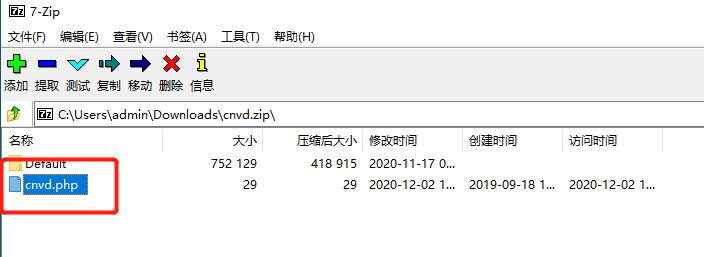 7-Zip
文件(F) 编辑(E) 查看(V) 书签(A) 工具(T) 帮助(H)
添加 提取 测试 复制 移动 删除 信息
C:\Users\admin\Downloads\cnvd.zip\
名称 大小 压缩后大小 修改时间 创建时间 访问时间
Default 752 129 418 915 2020-11-17 0...
cnvd.php 29 29 2020-12-02 1... 2019-09-18 1... 2020-12-02 1...